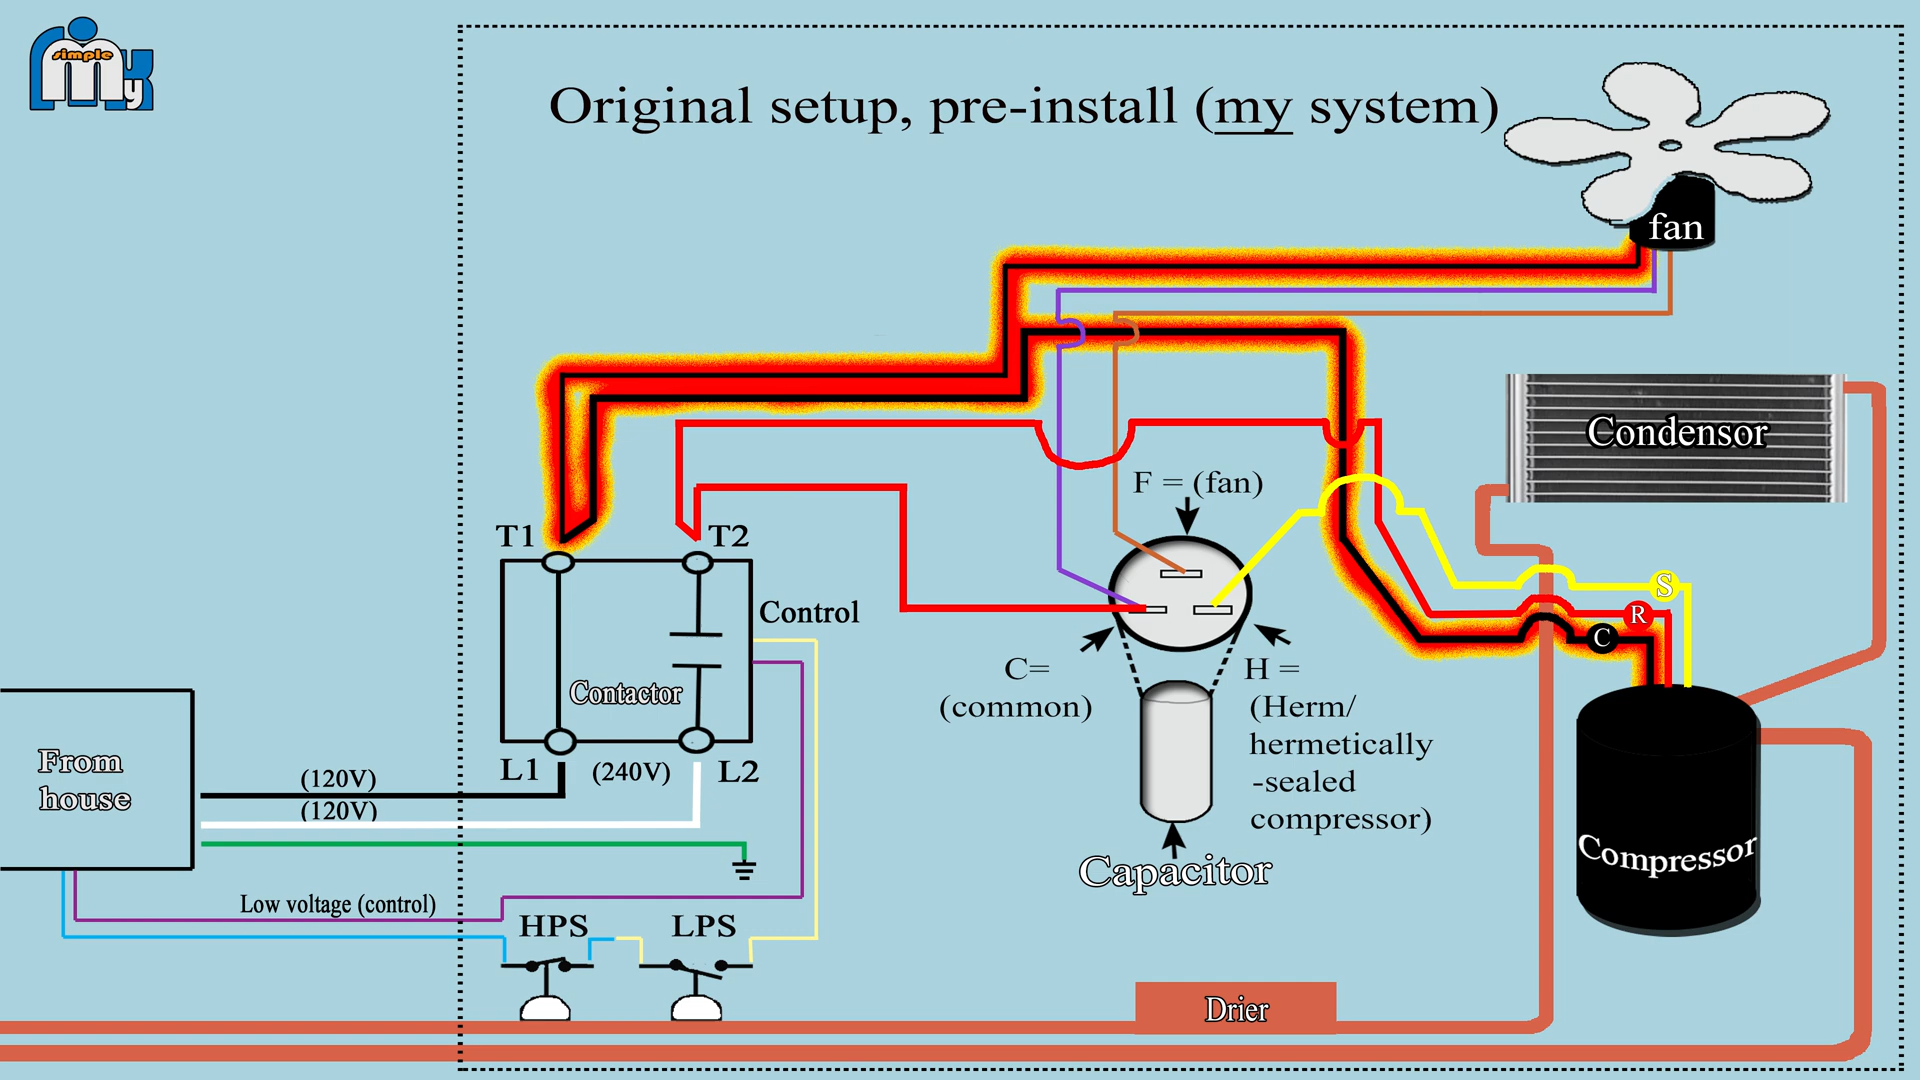 simple
my
Original setup, pre-install (my system)
fan
Condensor
F = (fan)
T1
T2
S
R
C
Control
C=
(common)
H =
(Herm/
hermetically
-sealed
compressor)
Contactor
From
house
(120V)
(120V)
L1
(240V)
L2
Capacitor
Compressor
Low voltage (control)
HPS
LPS
Drier